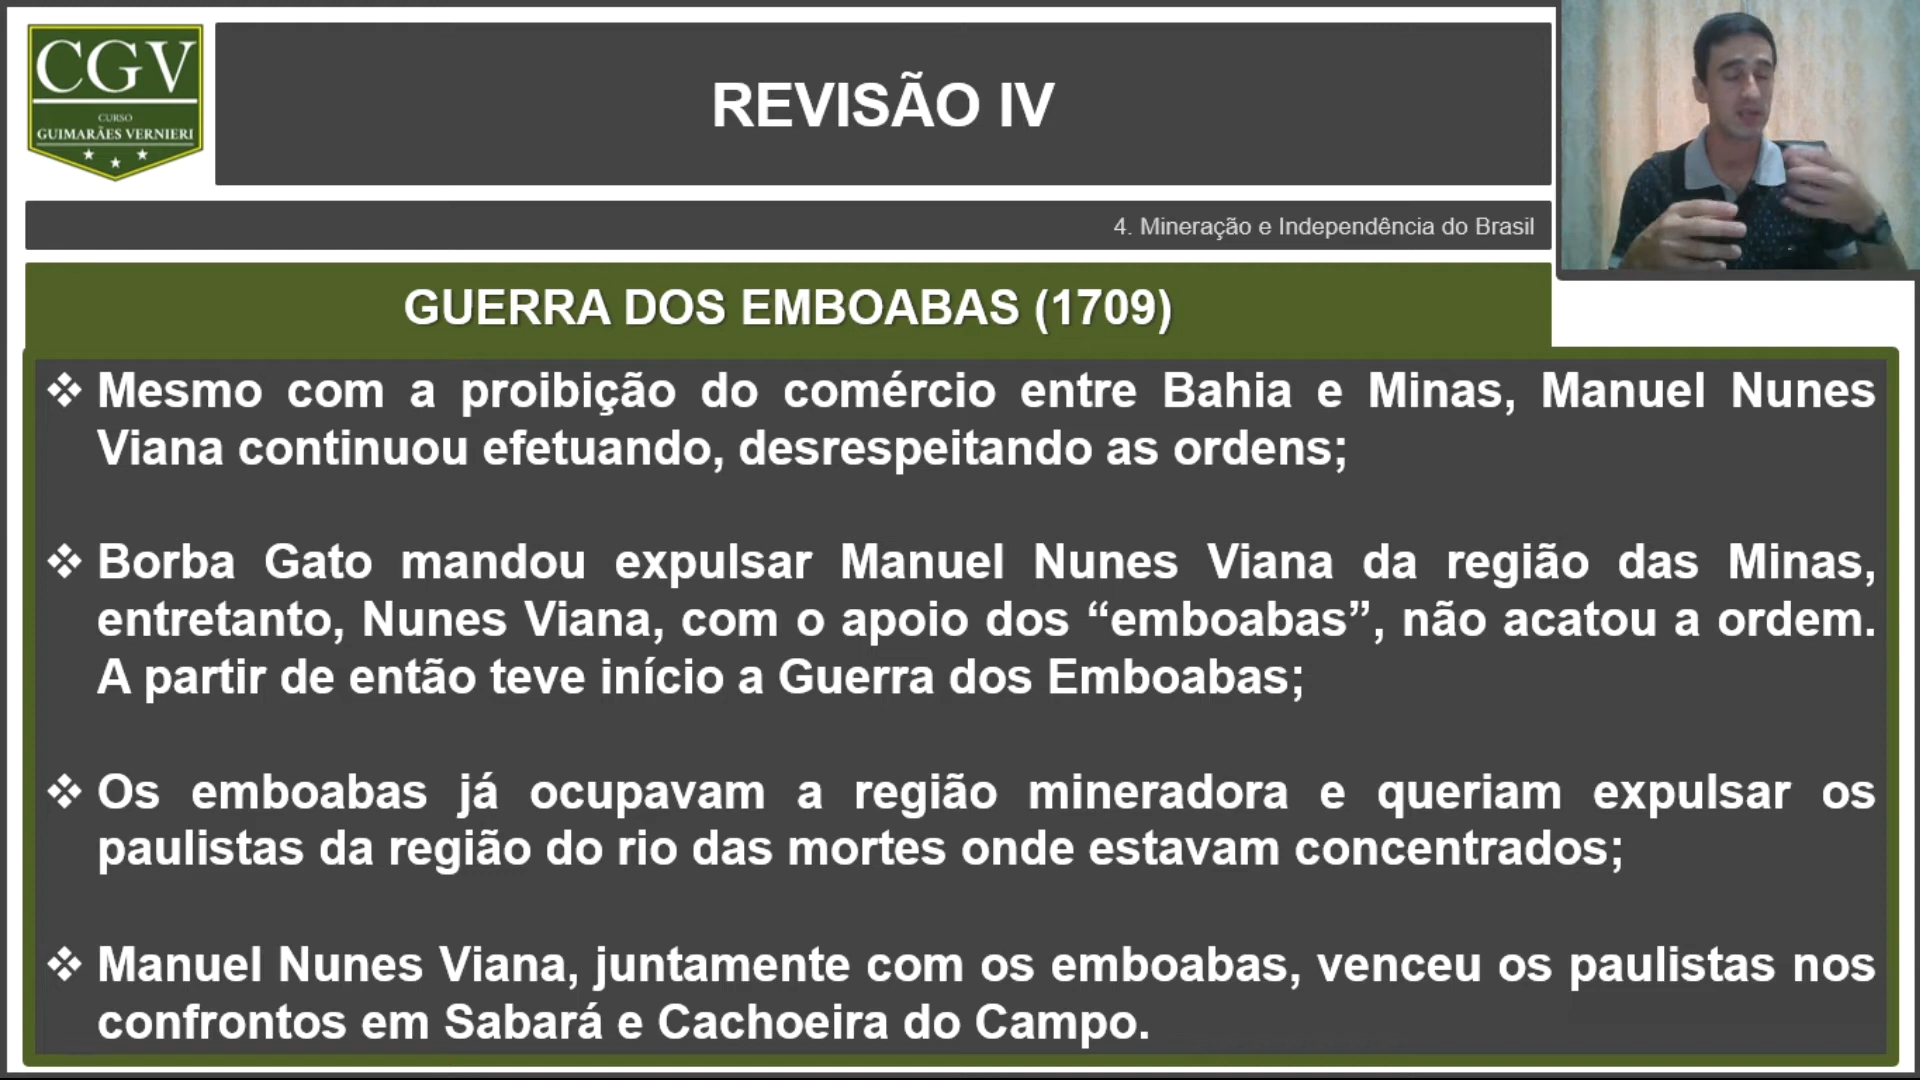 CGV
CURSO
GUIMARÃES VERNIERI
REVISÃO IV
4. Mineração e Independência do Brasil
GUERRA DOS EMBOABAS (1709)
❖ Mesmo com a proibição do comércio entre Bahia e Minas, Manuel Nunes
Viana continuou efetuando, desrespeitando as ordens;
❖ Borba Gato mandou expulsar Manuel Nunes Viana da região das Minas,
entretanto, Nunes Viana, com o apoio dos “emboabas”, não acatou a ordem.
A partir de então teve início a Guerra dos Emboabas;
❖ Os emboabas já ocupavam a região mineradora e queriam expulsar os
paulistas da região do rio das mortes onde estavam concentrados;
❖ Manuel Nunes Viana, juntamente com os emboabas, venceu os paulistas nos
confrontos em Sabará e Cachoeira do Campo.